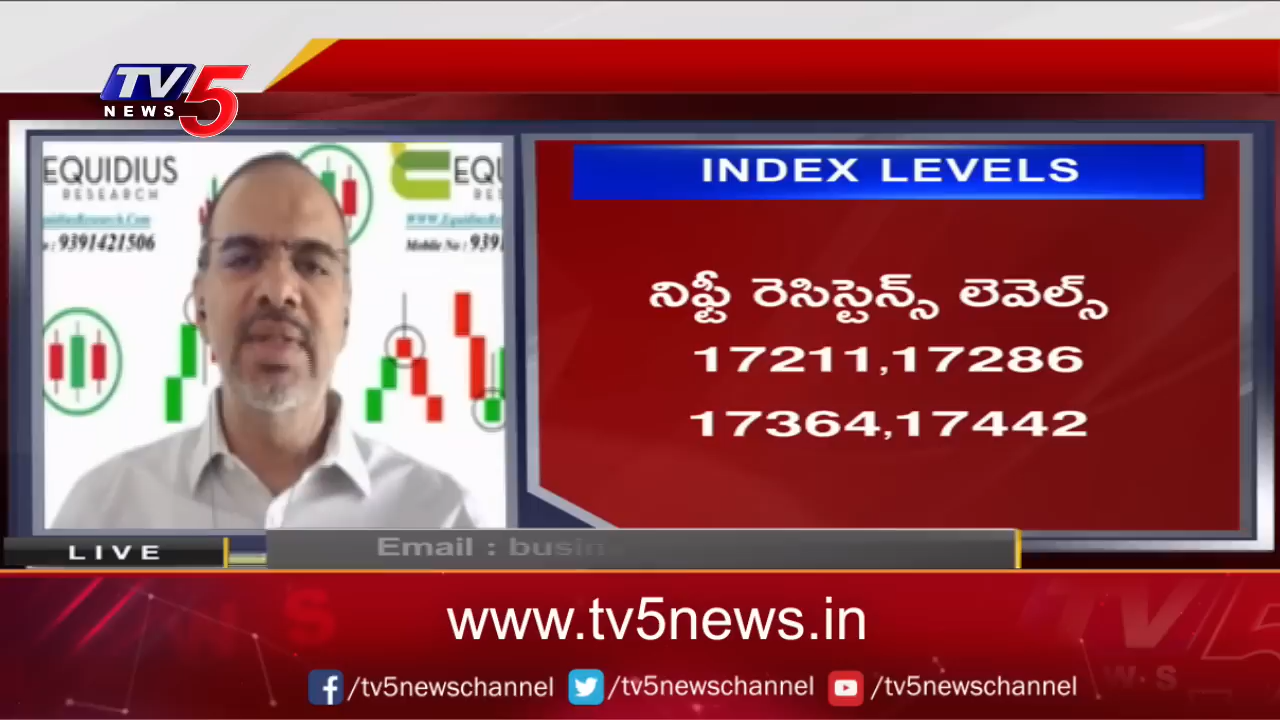 TV5
NEWS
EQUIDIUS
RESEARCH
9391421506
INDEX LEVELS
నిఫ్టీ రెసిస్టెన్స్ లెవెల్స్
17211,17286
17364,17442
LIVE
Email :
www.tv5news.in
/tv5newschannel
/tv5newschannel
/tv5newschannel